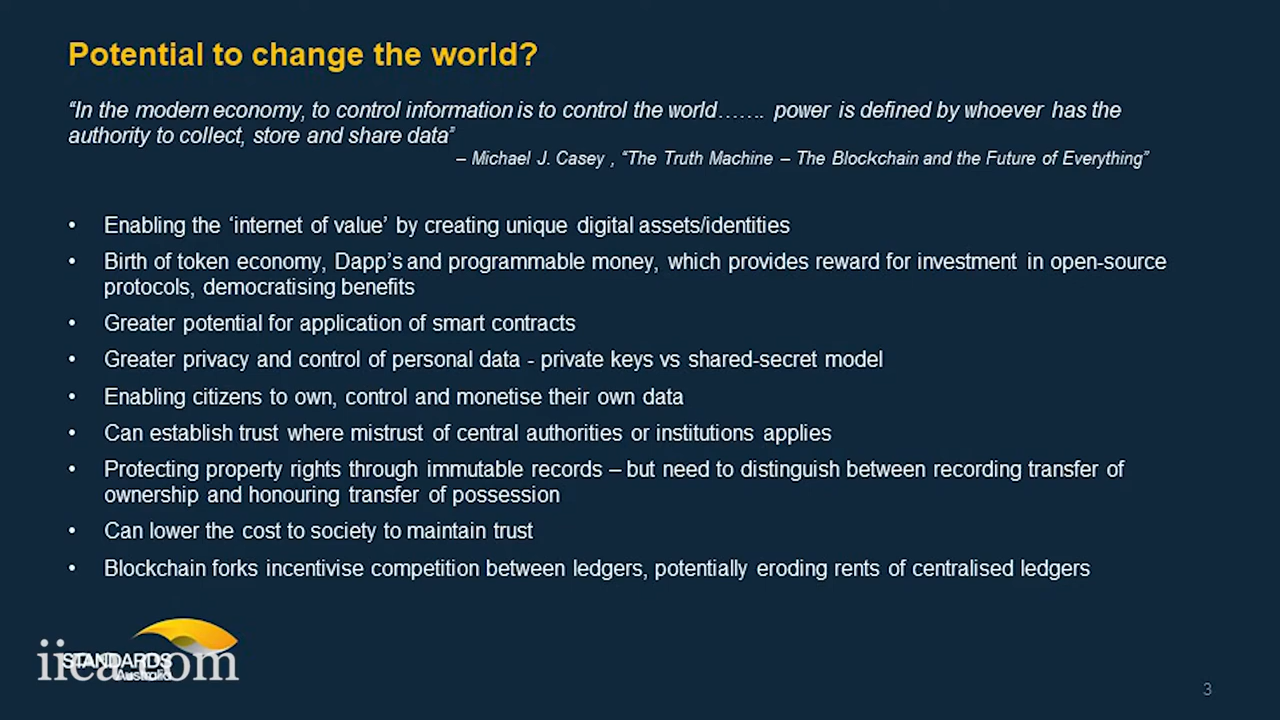 Potential to change the world?
“In the modern economy, to control information is to control the world……. power is defined by whoever has the
authority to collect, store and share data”
– Michael J. Casey , “The Truth Machine – The Blockchain and the Future of Everything”
• Enabling the ‘internet of value’ by creating unique digital assets/identities
• Birth of token economy, Dapp’s and programmable money, which provides reward for investment in open-source
protocols, democratising benefits
• Greater potential for application of smart contracts
• Greater privacy and control of personal data - private keys vs shared-secret model
• Enabling citizens to own, control and monetise their own data
• Can establish trust where mistrust of central authorities or institutions applies
• Protecting property rights through immutable records – but need to distinguish between recording transfer of
ownership and honouring transfer of possession
• Can lower the cost to society to maintain trust
• Blockchain forks incentivise competition between ledgers, potentially eroding rents of centralised ledgers
iiea.com
STANDARDS
Australia
3